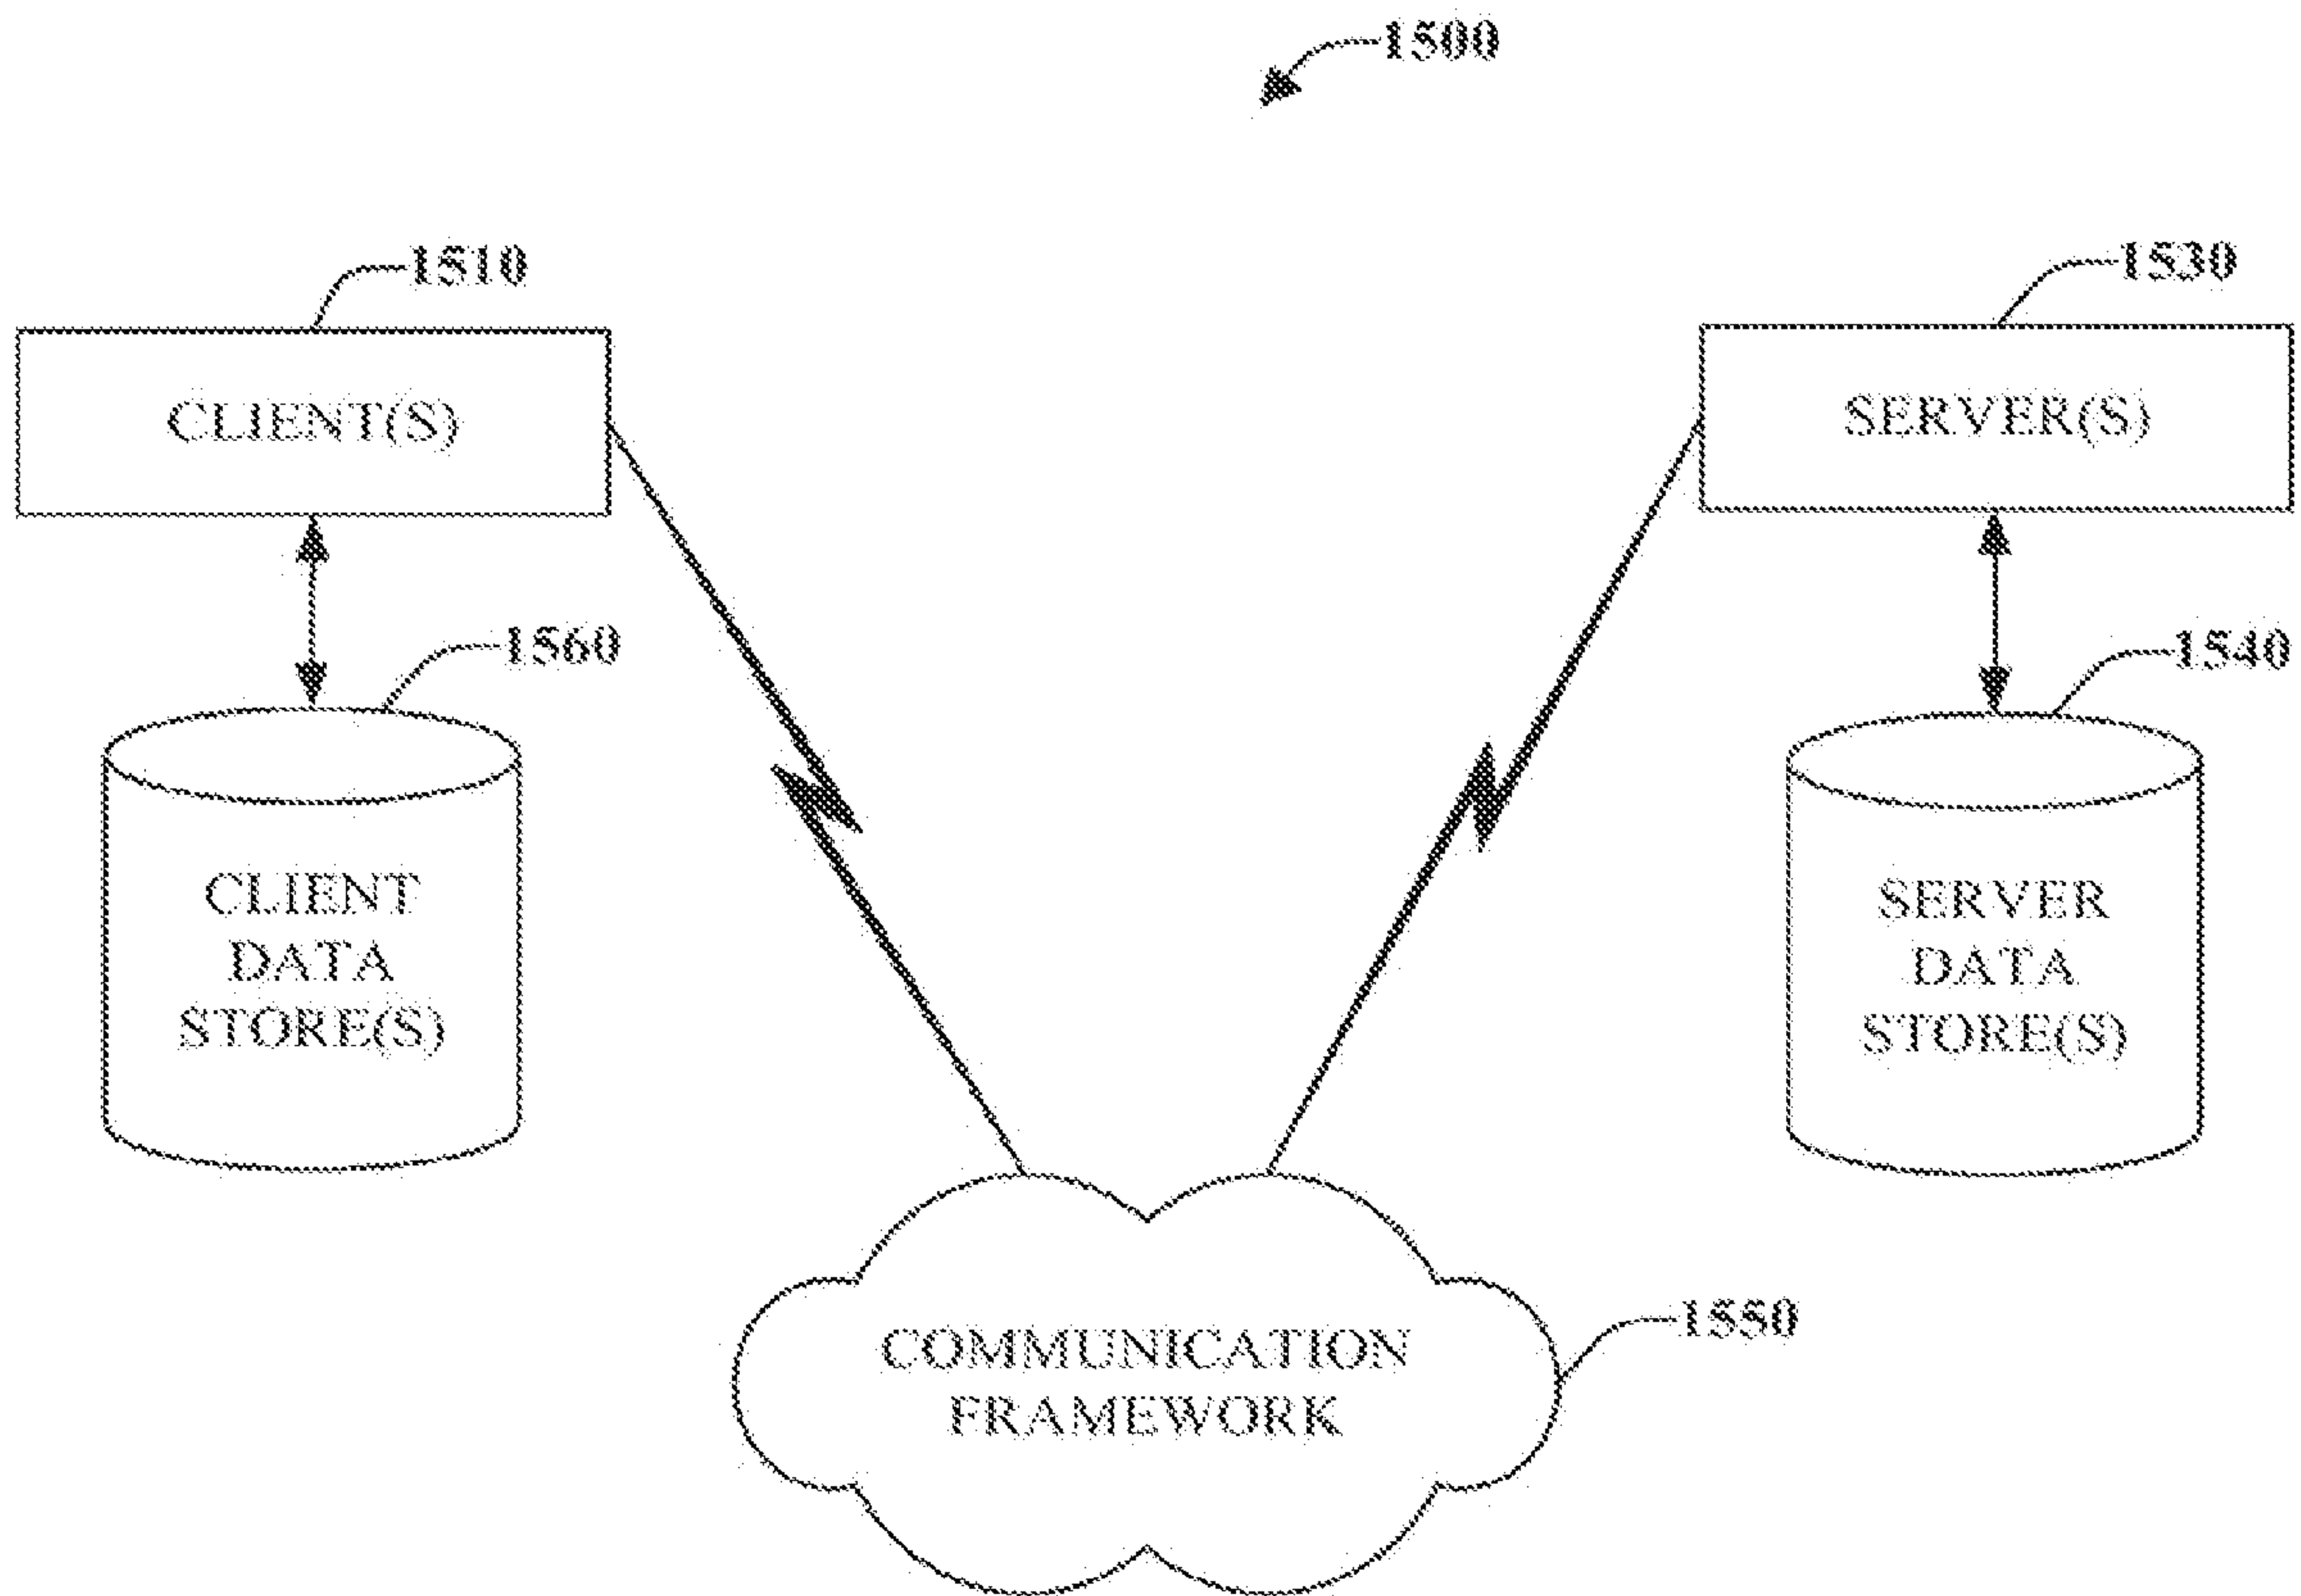 1500
1510
1530
CLIENT(S)
SERVER(S)
1560
1540
CLIENT
DATA
STORE(S)
SERVER
DATA
STORE(S)
1550
COMMUNICATION
FRAMEWORK